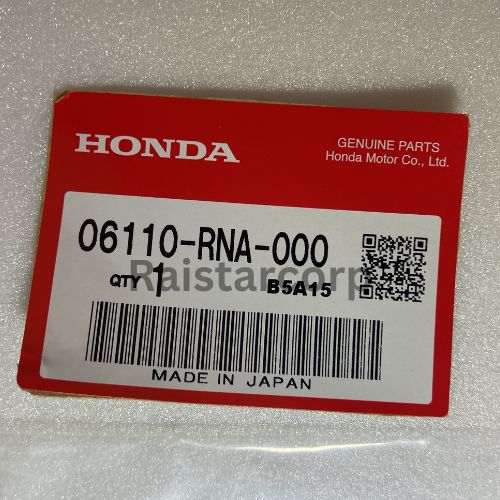 HONDA
GENUINE PARTS
Honda Motor Co., Ltd.
06110-RNA-000
Raistarcorp
QTY 1 B5A15
MADE IN JAPAN